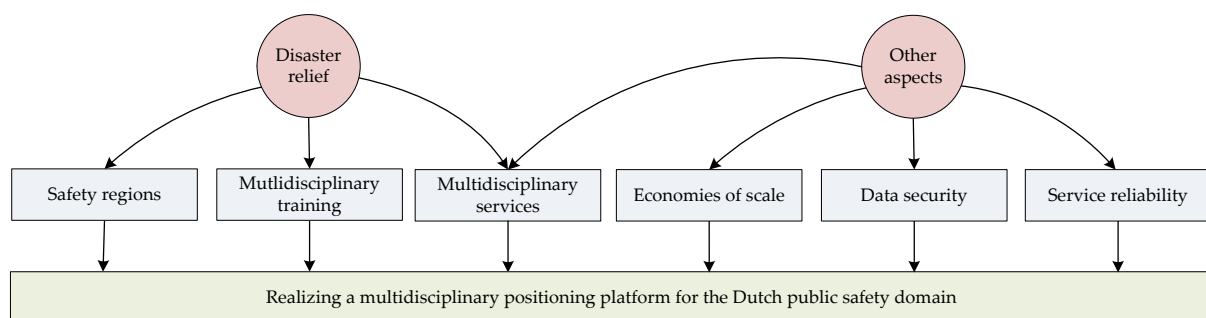 Disaster
relief
Other
aspects
Safety regions
Mutlidisciplinary
training
Multidisciplinary
services
Economies of scale
Data security
Service reliability
Realizing a multidisciplinary positioning platform for the Dutch public safety domain